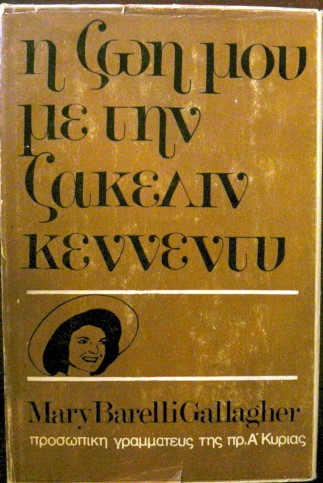 η ζωη μου
με την
ζακελιν
κεννεντυ
Mary Barelli Gallagher
προσωπικη γραμματευς της πρ. Α' Κυριας